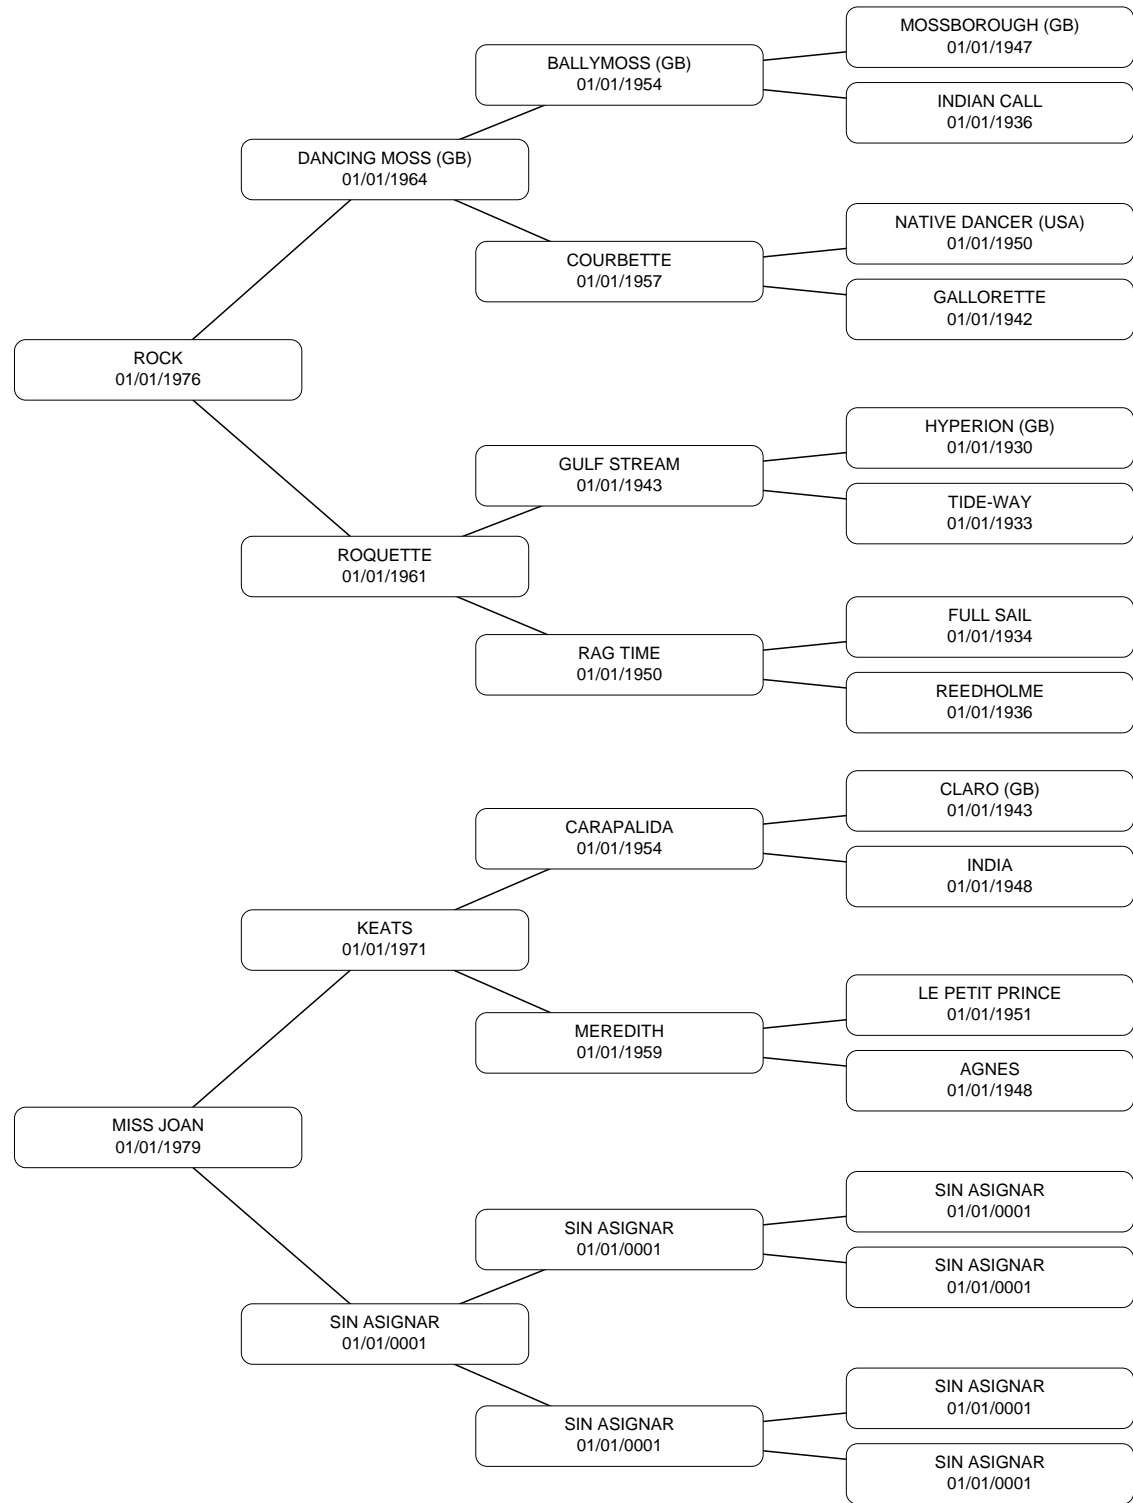 MOSSBOROUGH (GB)
01/01/1947
BALLYMOSS (GB)
01/01/1954
INDIAN CALL
01/01/1936
DANCING MOSS (GB)
01/01/1964
NATIVE DANCER (USA)
01/01/1950
COURBETTE
01/01/1957
GALLORETTE
01/01/1942
ROCK
01/01/1976
HYPERION (GB)
01/01/1930
GULF STREAM
01/01/1943
TIDE-WAY
01/01/1933
ROQUETTE
01/01/1961
FULL SAIL
01/01/1934
RAG TIME
01/01/1950
REEDHOLME
01/01/1936
CLARO (GB)
01/01/1943
CARAPALIDA
01/01/1954
INDIA
01/01/1948
KEATS
01/01/1971
LE PETIT PRINCE
01/01/1951
MEREDITH
01/01/1959
AGNES
01/01/1948
MISS JOAN
01/01/1979
SIN ASIGNAR
01/01/0001
SIN ASIGNAR
01/01/0001
SIN ASIGNAR
01/01/0001
SIN ASIGNAR
01/01/0001
SIN ASIGNAR
01/01/0001
SIN ASIGNAR
01/01/0001
SIN ASIGNAR
01/01/0001